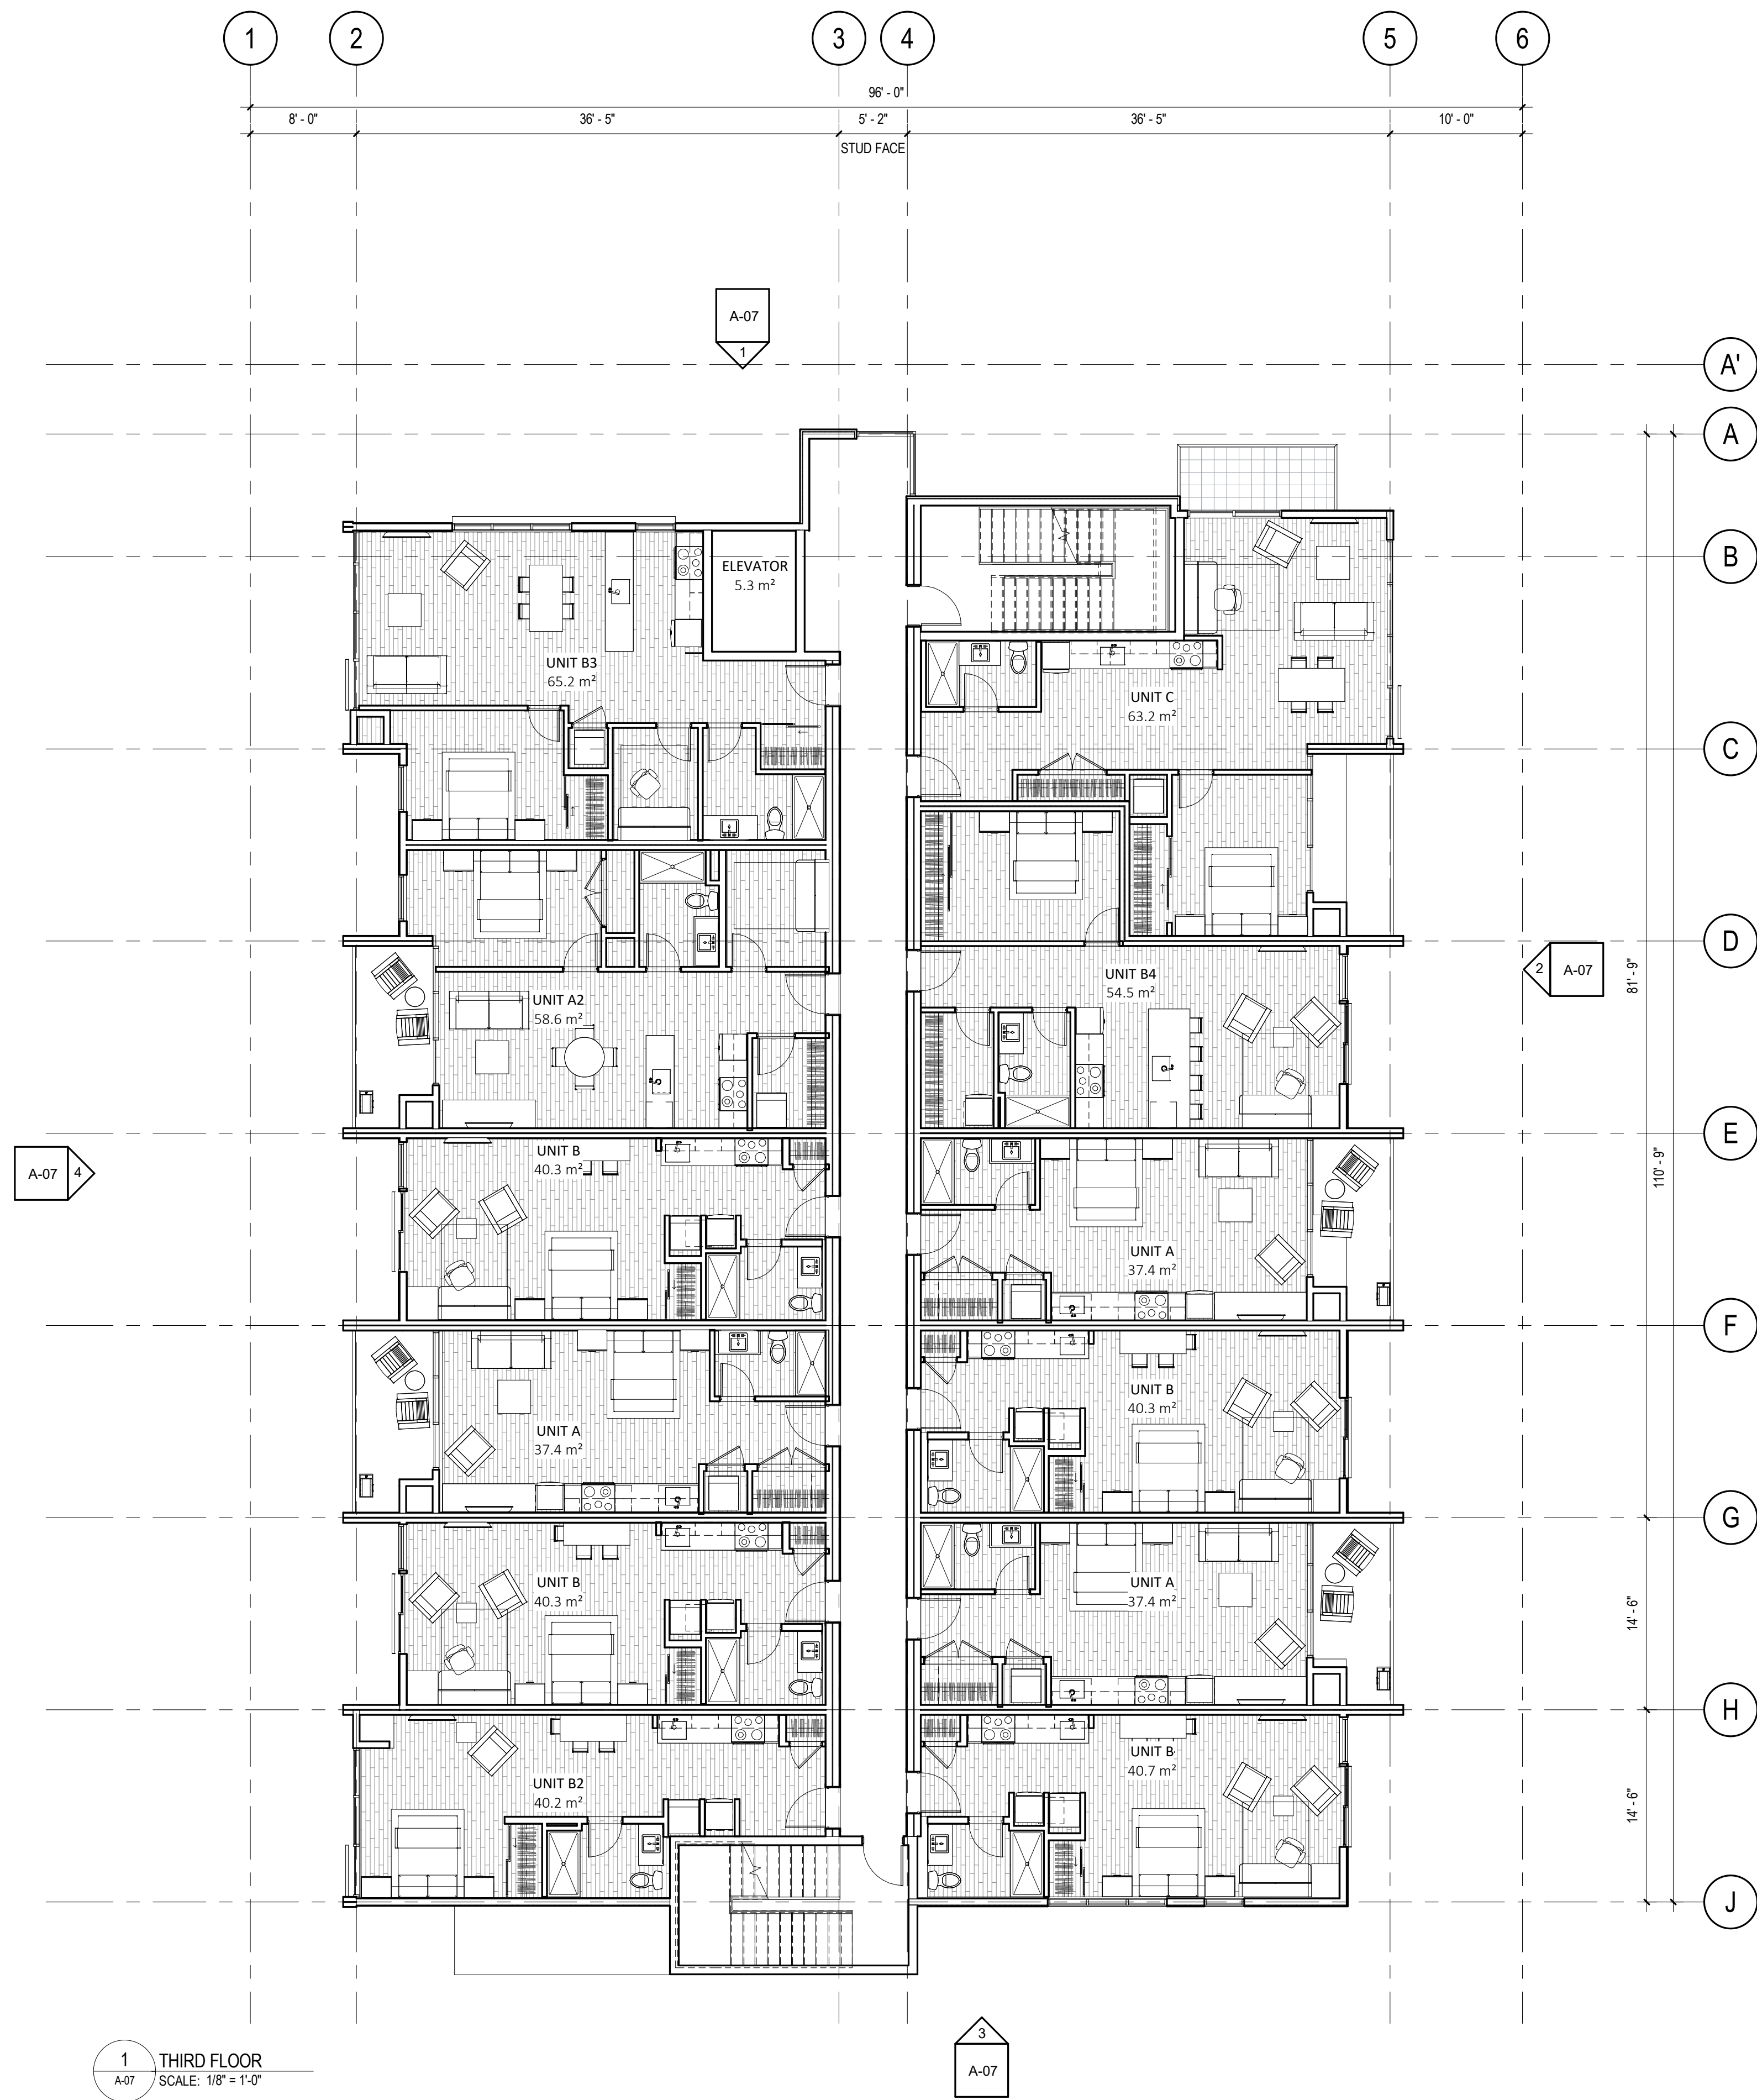 1 2 3 4 5 6
96' - 0"
8' - 0" 36' - 5" 5' - 2" 36' - 5" 10' - 0"
STUD FACE
A-07
1
A'
A
B
ELEVATOR
5.3 m²
UNIT B3
65.2 m²
UNIT C
63.2 m²
C
D
UNIT B4
54.5 m²
2 A-07
81' - 9"
UNIT A2
58.6 m²
E
110' - 9"
A-07 4
UNIT B
40.3 m²
UNIT A
37.4 m²
F
UNIT B
40.3 m²
UNIT A
37.4 m²
G
UNIT B
40.3 m²
UNIT A
37.4 m²
14' - 6"
H
UNIT B
40.7 m²
UNIT B2
40.2 m²
14' - 6"
J
3
A-07
1
A-07
THIRD FLOOR
SCALE: 1/8" = 1'-0"